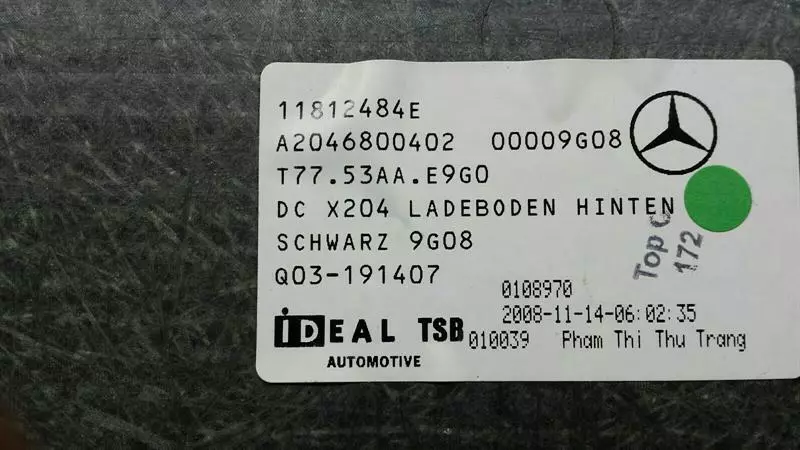 11812484E
A2046800402 00009G08
T77.53AA.E9G0
DC X204 LADEBODEN HINTEN
SCHWARZ 9G08
Q03-191407
Top
172
0108970
2008-11-14-06:02:35
iDEAL TSB
010039 Pham Thi Thu Trang
AUTOMOTIVE